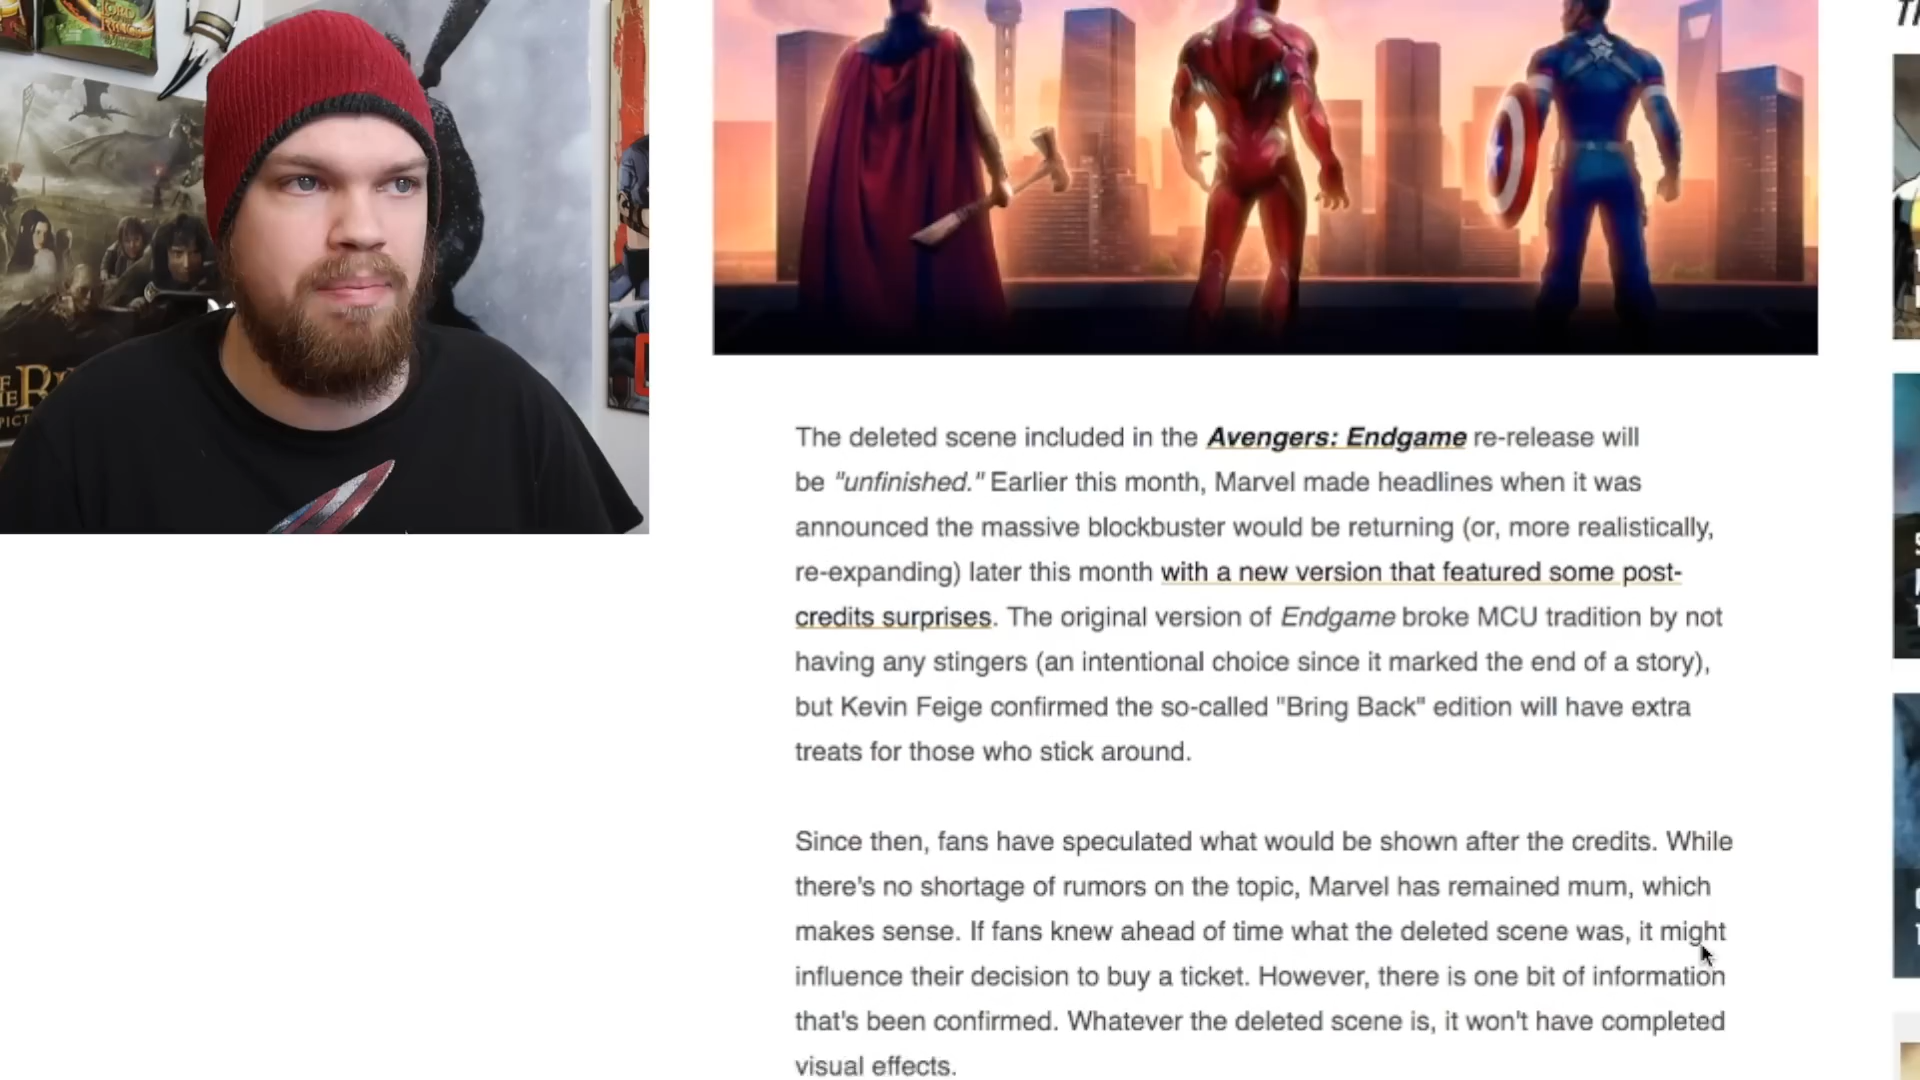 The deleted scene included in the Avengers: Endgame re-release will
be "unfinished." Earlier this month, Marvel made headlines when it was
announced the massive blockbuster would be returning (or, more realistically,
re-expanding) later this month with a new version that featured some post-
credits surprises. The original version of Endgame broke MCU tradition by not
having any stingers (an intentional choice since it marked the end of a story),
but Kevin Feige confirmed the so-called "Bring Back" edition will have extra
treats for those who stick around.
Since then, fans have speculated what would be shown after the credits. While
there's no shortage of rumors on the topic, Marvel has remained mum, which
makes sense. If fans knew ahead of time what the deleted scene was, it might
influence their decision to buy a ticket. However, there is one bit of information
that's been confirmed. Whatever the deleted scene is, it won't have completed
visual effects.